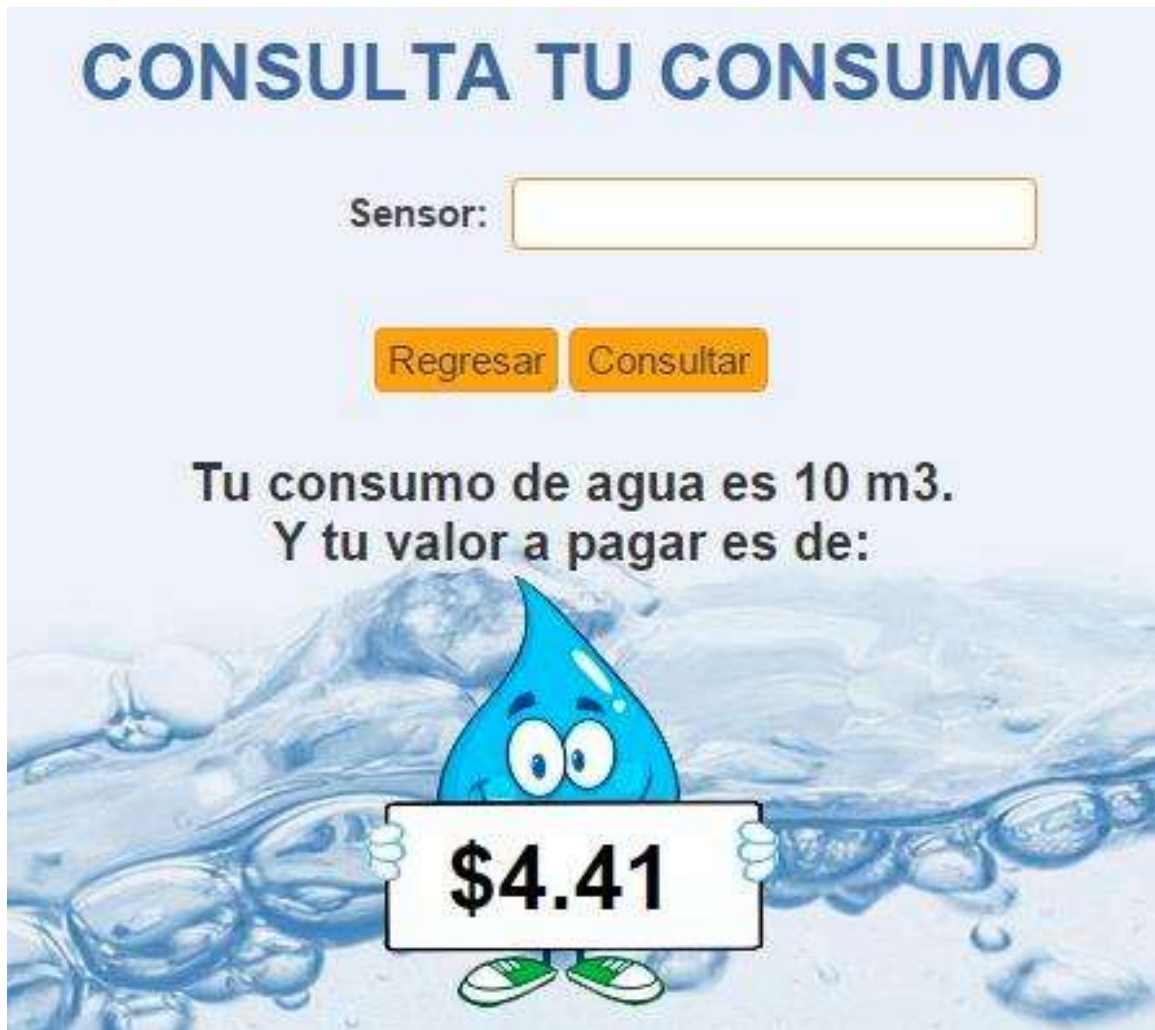 CONSULTA TU CONSUMO
Sensor:
Regresar Consultar
Tu consumo de agua es 10 m3.
Y tu valor a pagar es de:
$4.41